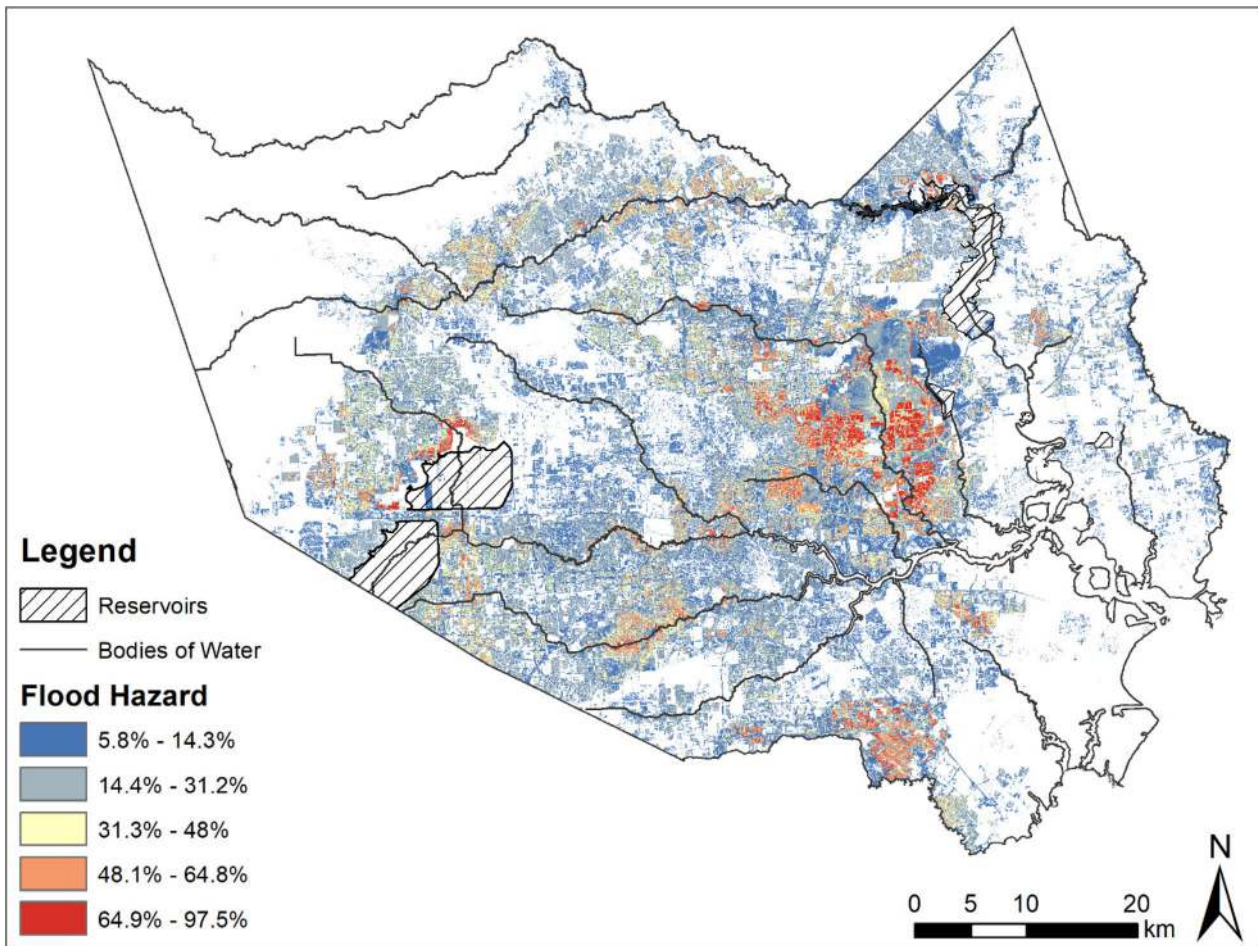 Legend
Reservoirs
Bodies of Water
Flood Hazard
5.8% - 14.3%
14.4% - 31.2%
31.3% - 48%
48.1% - 64.8%
64.9% - 97.5%
N
0 5 10 20
km